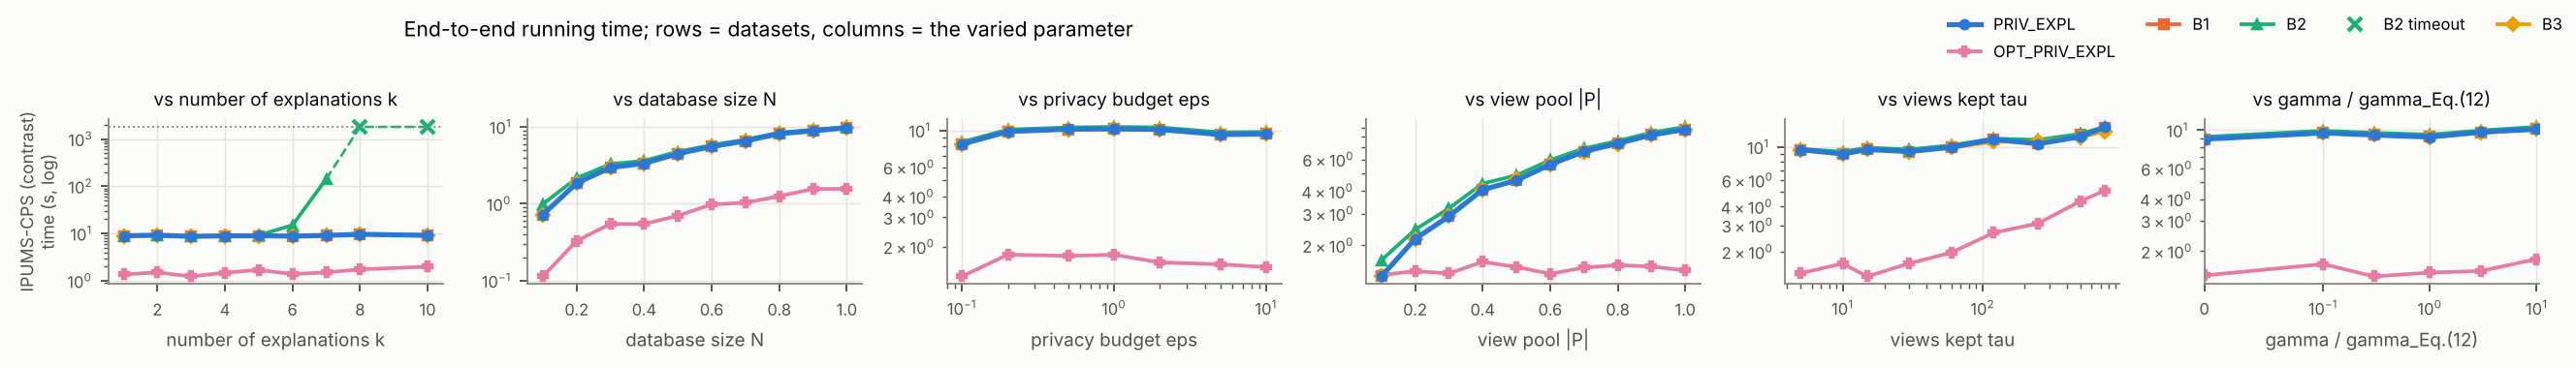 End-to-end running time; rows = datasets, columns = the varied parameter
PRIV_EXPL
B1
B2
B2 timeout
B3
OPT_PRIV_EXPL
IPUMS-CPS (contrast)
time (s, log)
vs number of explanations k
10³
10²
10¹
10⁰
2 4 6 8 10
number of explanations k
vs database size N
10¹
10⁰
10⁻¹
0.2 0.4 0.6 0.8 1.0
database size N
vs privacy budget eps
10¹
6 × 10⁰
4 × 10⁰
3 × 10⁰
2 × 10⁰
10⁻¹ 10⁰ 10¹
privacy budget eps
vs view pool |P|
6 × 10⁰
4 × 10⁰
3 × 10⁰
2 × 10⁰
0.2 0.4 0.6 0.8 1.0
view pool |P|
vs views kept tau
10¹
6 × 10⁰
4 × 10⁰
3 × 10⁰
2 × 10⁰
10¹ 10²
views kept tau
vs gamma / gamma_Eq.(12)
10¹
6 × 10⁰
4 × 10⁰
3 × 10⁰
2 × 10⁰
0 10⁻¹ 10⁰ 10¹
gamma / gamma_Eq.(12)